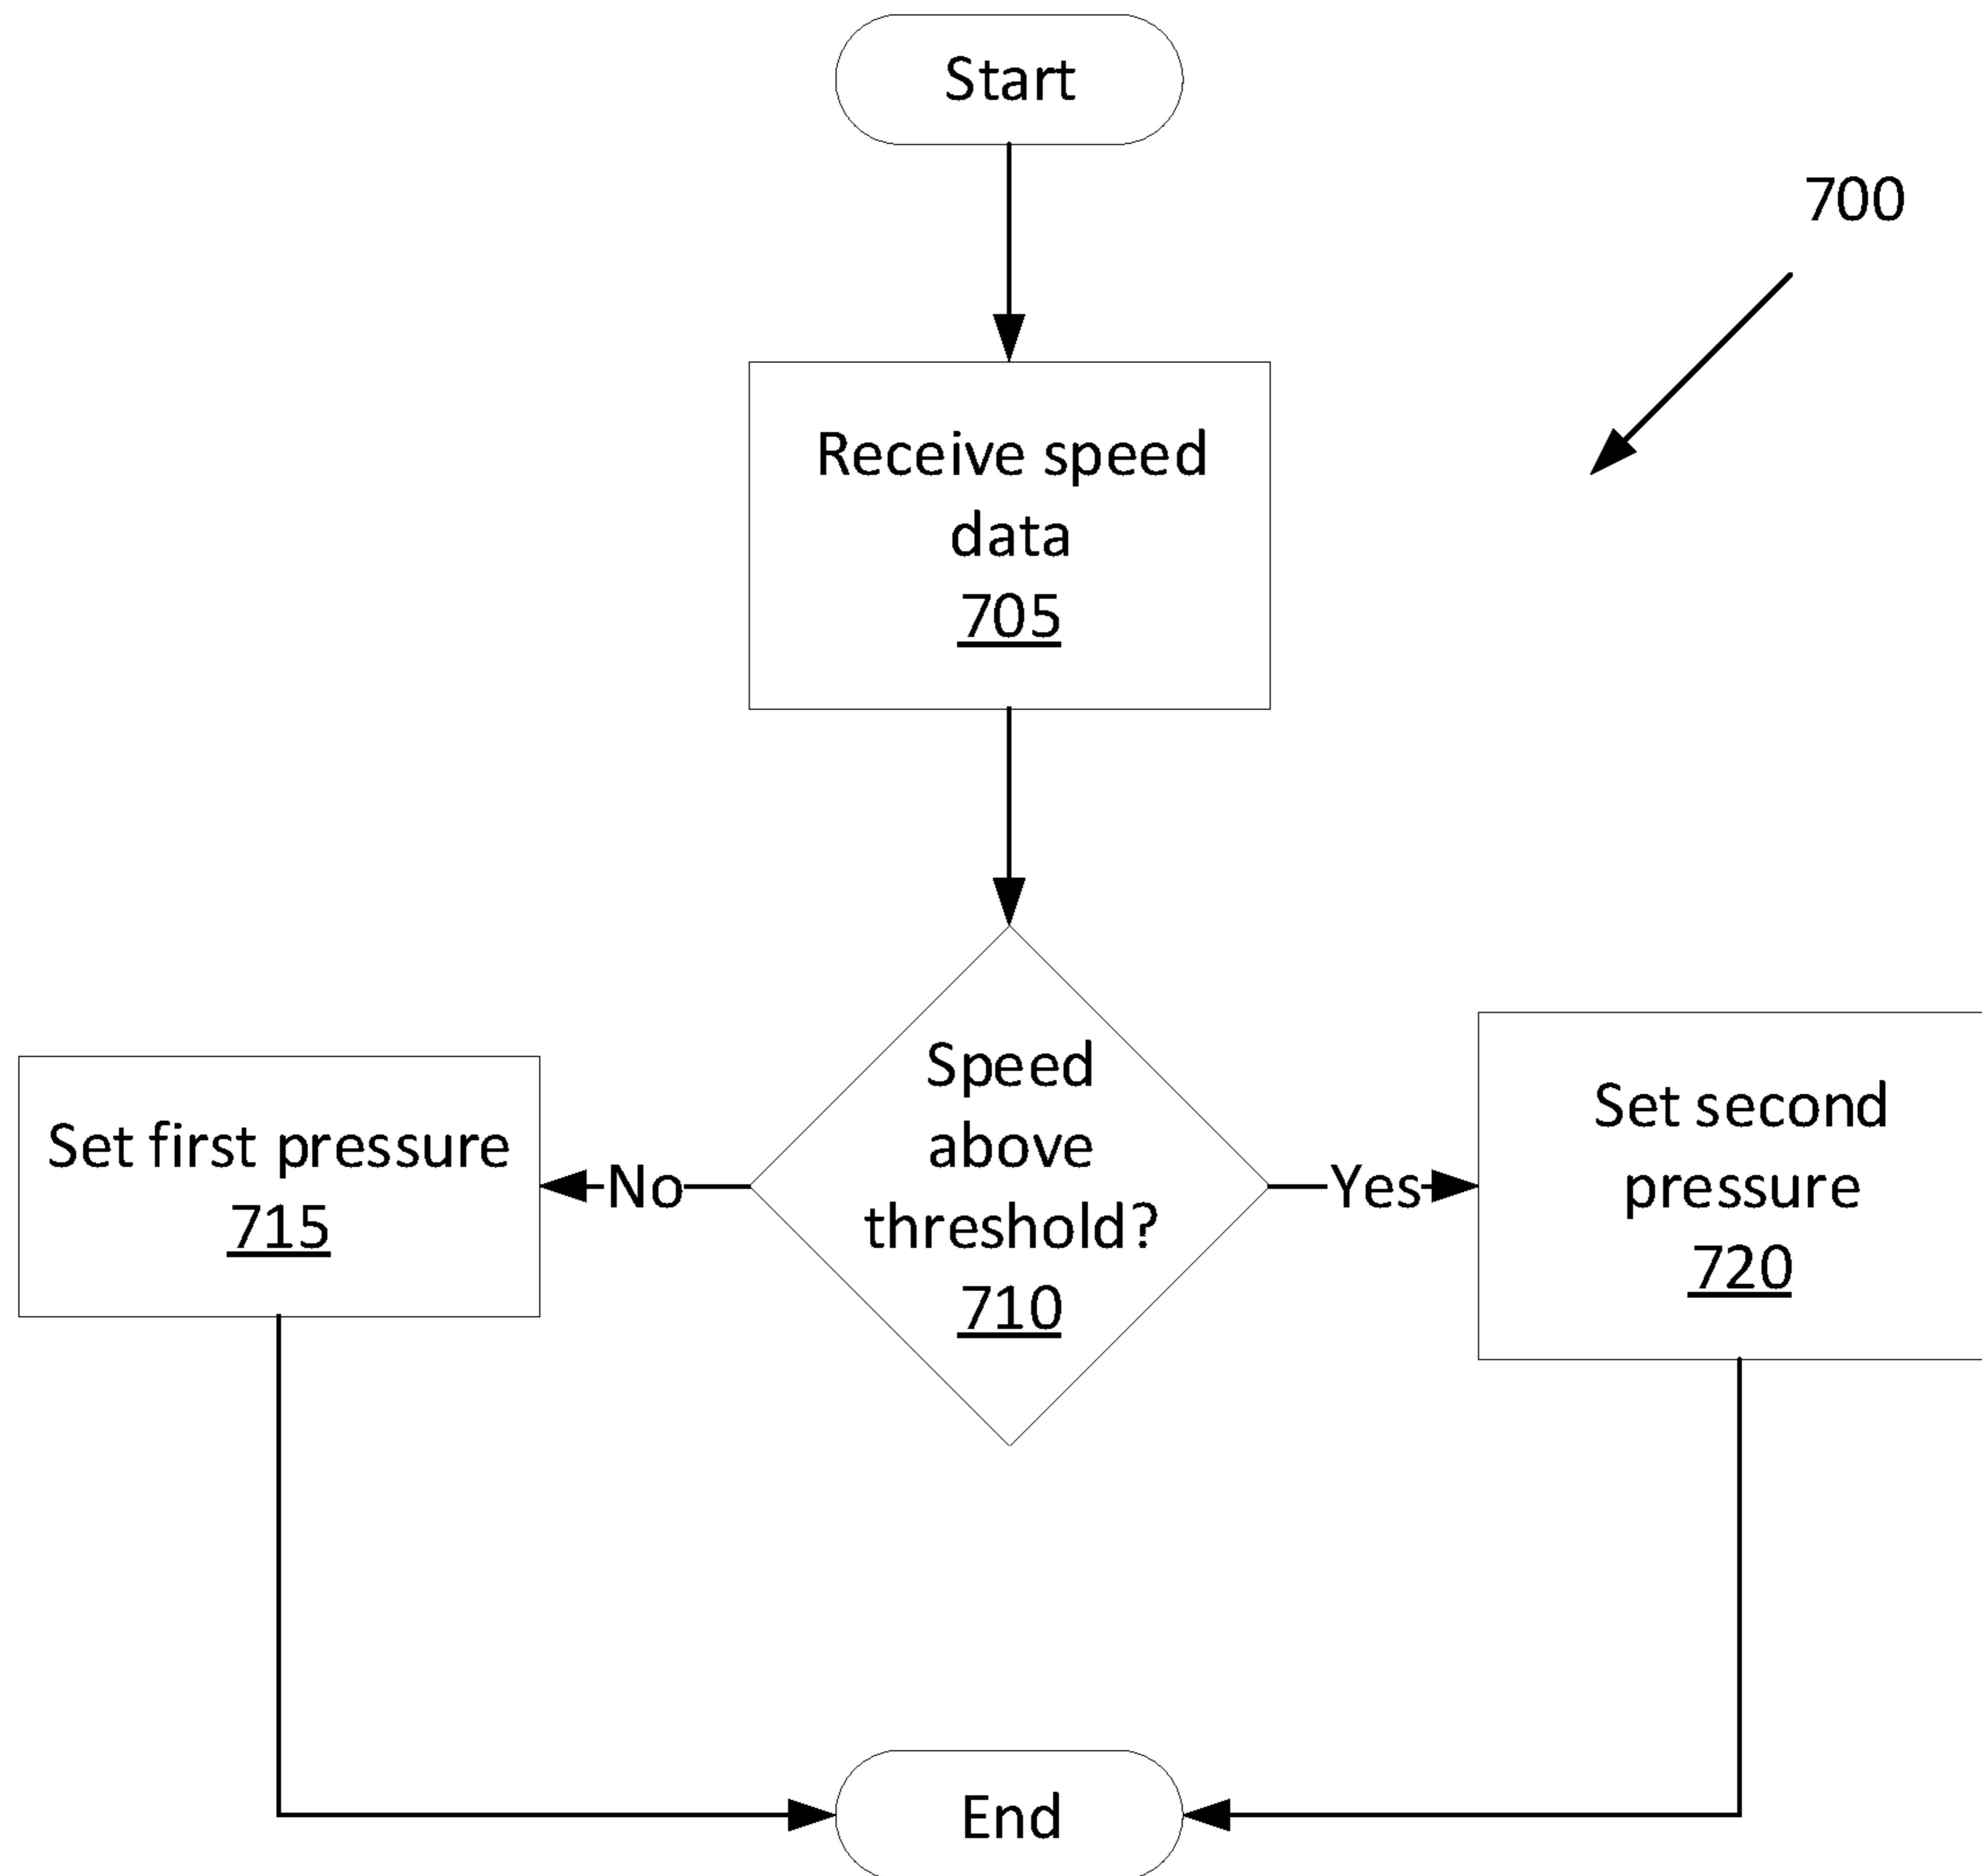 Start
700
Receive speed
data
705
Speed
above
threshold?
710
No
Yes
Set first pressure
715
Set second
pressure
720
End